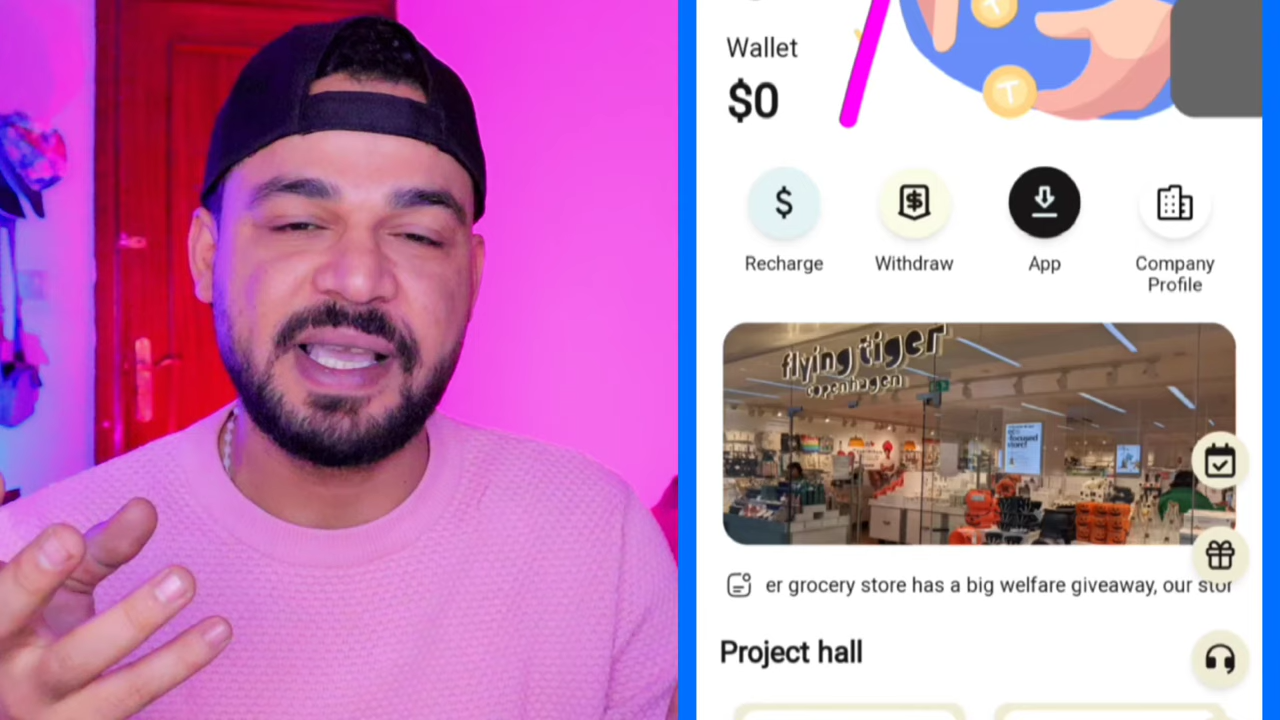 Wallet
$0
Recharge
Withdraw
App
Company
Profile
flying tiger
copenhagen
er grocery store has a big welfare giveaway, our stor
Project hall